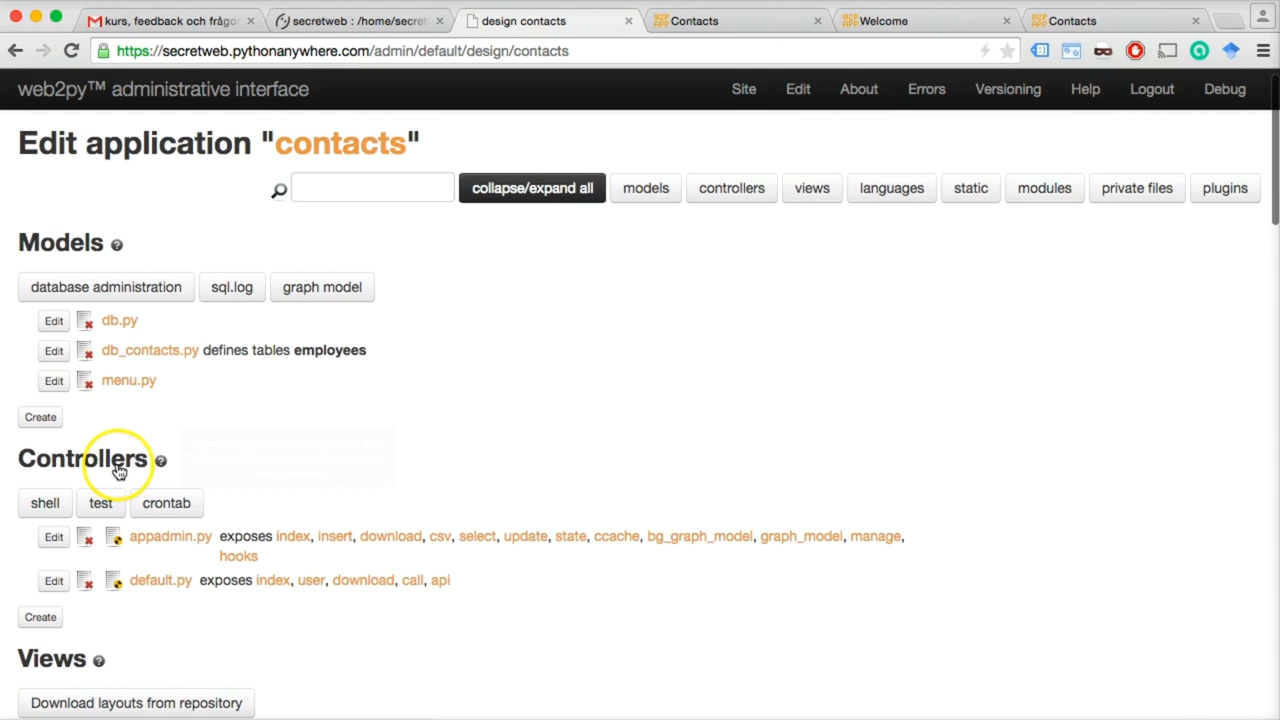 kurs, feedback och frågor
secretweb : /home/secret
design contacts
Contacts
Welcome
Contacts
https://secretweb.pythonanywhere.com/admin/default/design/contacts
web2py™ administrative interface
Site Edit About Errors Versioning Help Logout Debug
Edit application "contacts"
collapse/expand all models controllers views languages static modules private files plugins
Models ?
database administration sql.log graph model
Edit db.py
Edit db_contacts.py defines tables employees
Edit menu.py
Create
Controllers ?
shell test crontab
Edit appadmin.py exposes index, insert, download, csv, select, update, state, ccache, bg_graph_model, graph_model, manage,
hooks
Edit default.py exposes index, user, download, call, api
Create
Views ?
Download layouts from repository